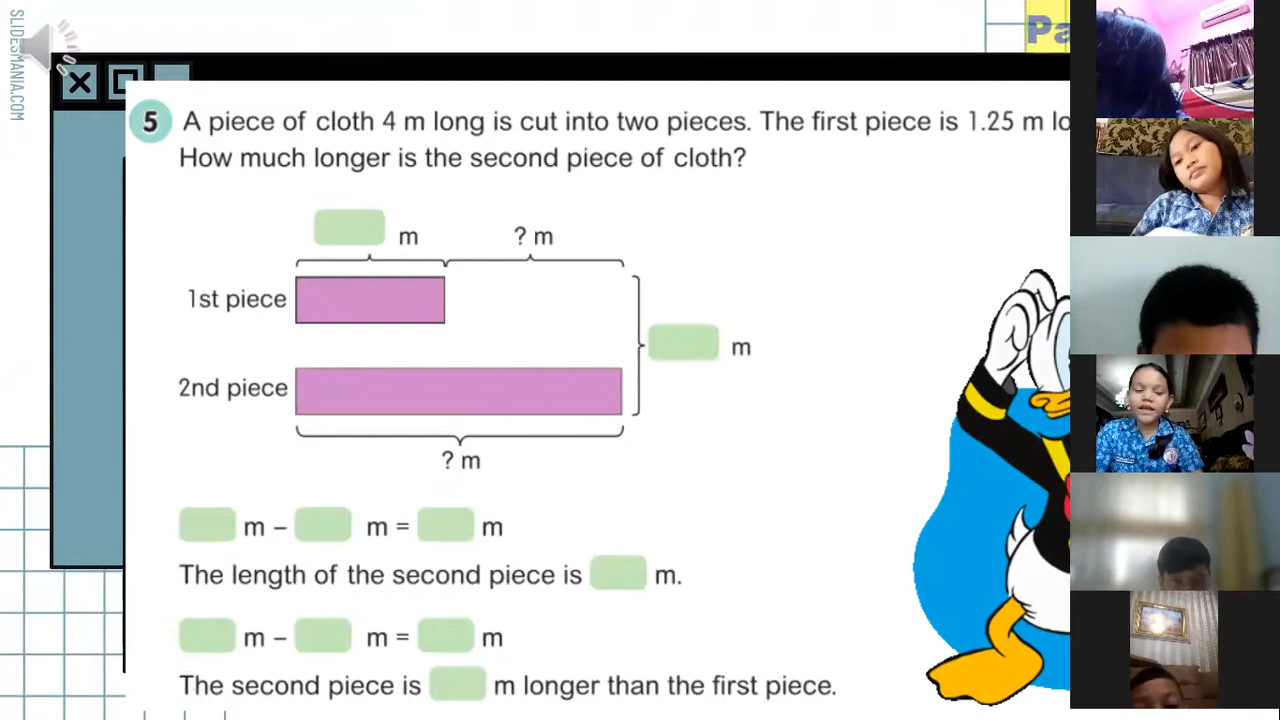 SLIDESMANIA.COM
Pa
5 A piece of cloth 4 m long is cut into two pieces. The first piece is 1.25 m lo
How much longer is the second piece of cloth?
m ? m
1st piece
m
2nd piece
? m
m – m = m
The length of the second piece is m.
m – m = m
The second piece is m longer than the first piece.